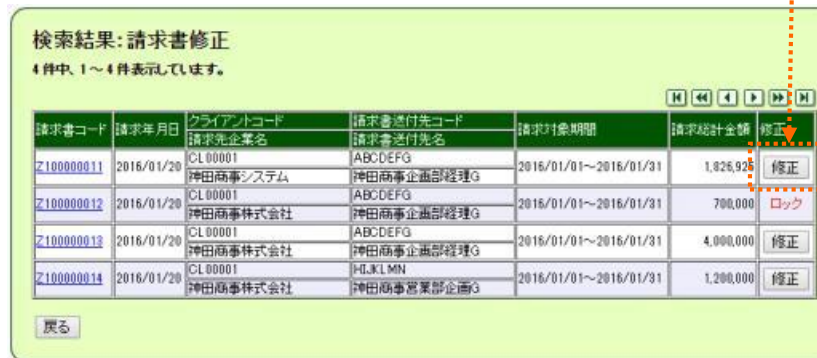 検索結果:請求書修正
4件中、1～4件表示しています。
請求書コード 請求年月日 クライアントコード 請求書送付先コード 請求対象期間 請求総計金額 修正
請求先企業名 請求書送付先名
Z100000011 2016/01/20 CL00001 ABCDEFG 2016/01/01～2016/01/31 1,826,925 修正
神田商事システム 神田商事企画部経理G
Z100000012 2016/01/20 CL00001 ABCDEFG 2016/01/01～2016/01/31 700,000 ロック
神田商事株式会社 神田商事企画部経理G
Z100000013 2016/01/20 CL00001 ABCDEFG 2016/01/01～2016/01/31 4,000,000 修正
神田商事株式会社 神田商事企画部経理G
Z100000014 2016/01/20 CL00001 HIJKLMN 2016/01/01～2016/01/31 1,200,000 修正
神田商事株式会社 神田商事営業部企画G
戻る